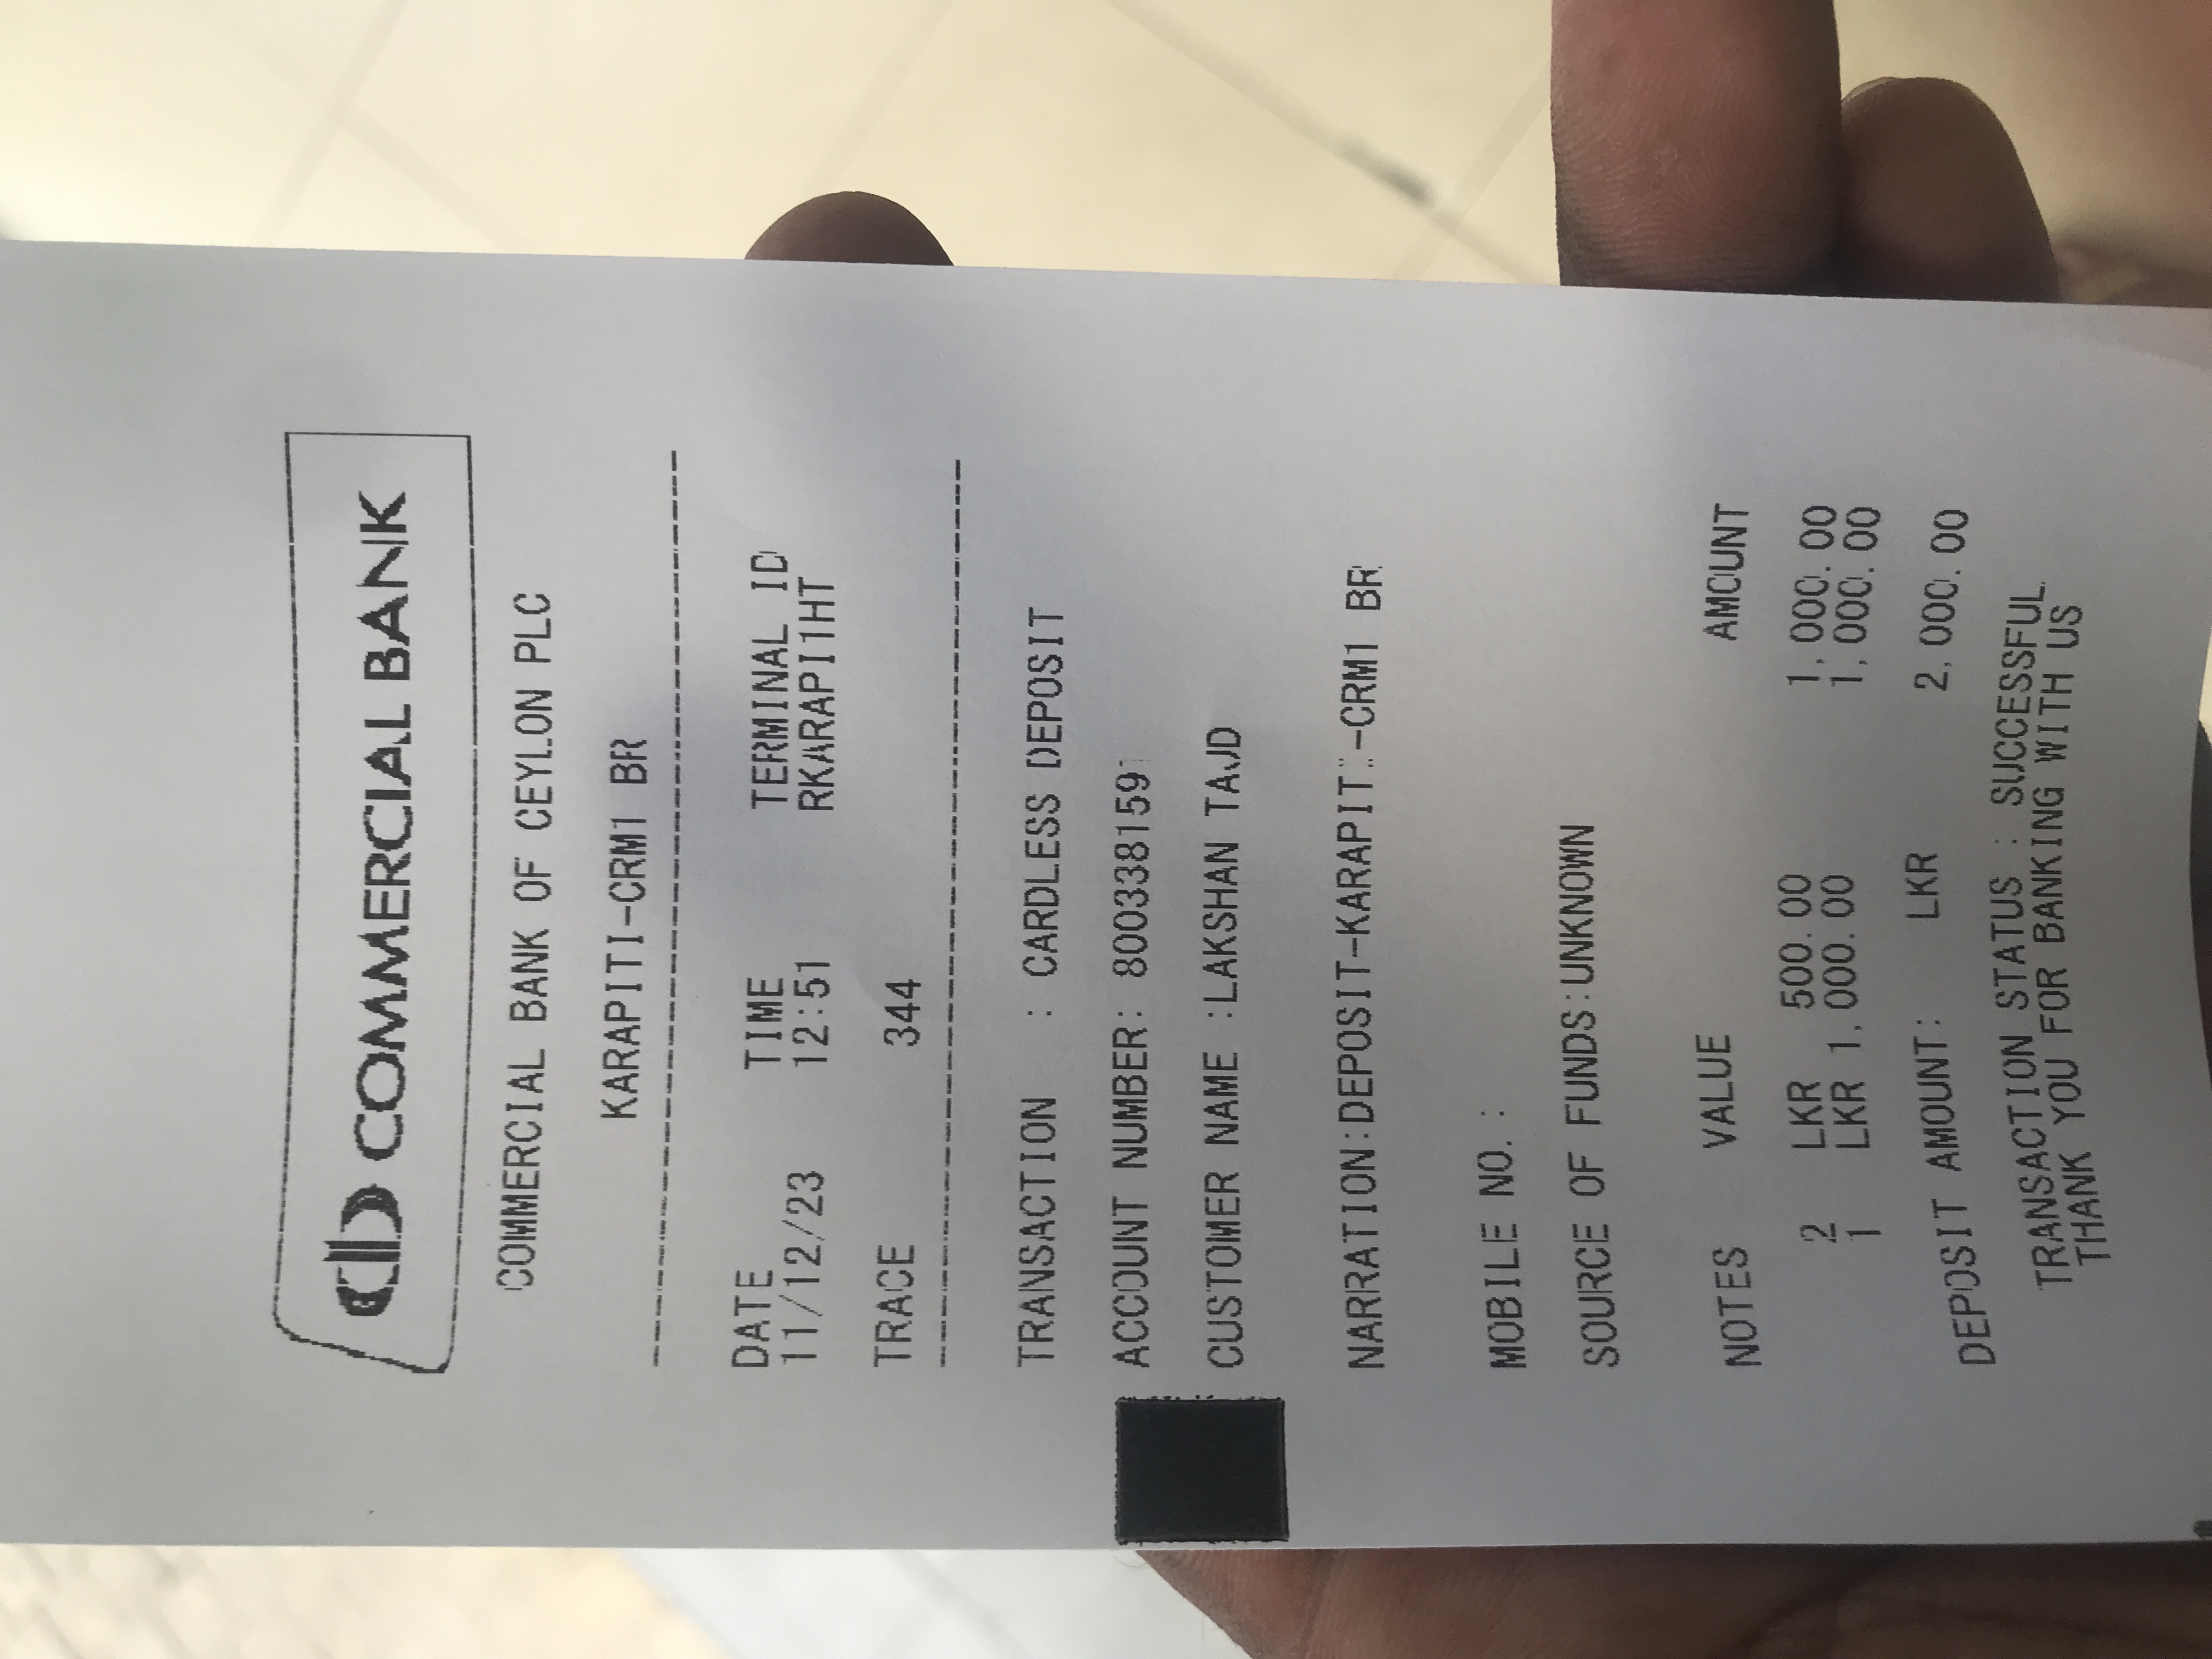 COMMERCIAL BANK
COMMERCIAL BANK OF CEYLON PLC
KARAPITI-CRM1 BR
DATE TIME TERMINAL ID
11/12/23 12:51 RKARAPI1HT
TRACE 344
TRANSACTION : CARDLESS DEPOSIT
ACCOUNT NUMBER:
CUSTOMER NAME :LAKSHAN TAJD
NARRATION:DEPOSIT-KARAPITI-CRM1 BR
MOBILE NO. :
SOURCE OF FUNDS:UNKNOWN
NOTES VALUE AMOUNT
2 LKR 500.00 1,000.00
1 LKR 1,000.00 1,000.00
DEPOSIT AMOUNT: LKR 2,000.00
TRANSACTION STATUS : SUCCESSFUL
THANK YOU FOR BANKING WITH US